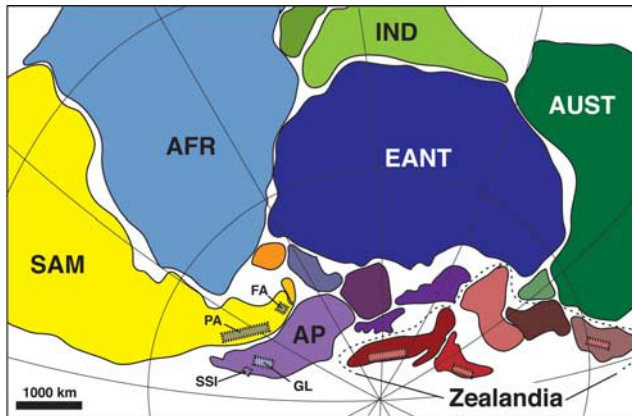 IND
AUST
AFR
EANT
SAM
FA
PA
AP
SSI
GL
1000 km
Zealandia